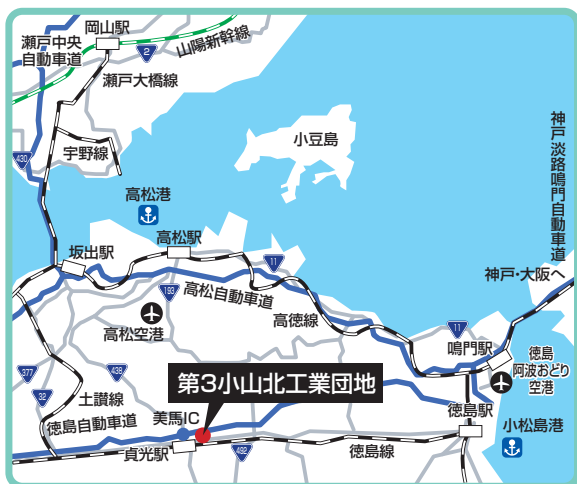 岡山駅
瀬戸中央
自動車道
2
山陽新幹線
瀬戸大橋線
宇野線
430
小豆島
神戸淡路鳴門自動車道
高松港
高松駅
坂出駅
11
神戸・大阪へ
193
高松自動車道
高松空港
高徳線
11
鳴門駅
徳島
阿波おどり
空港
377
438
32
土讃線
第3小山北工業団地
徳島自動車道
美馬IC
徳島駅
小松島港
貞光駅
492
徳島線